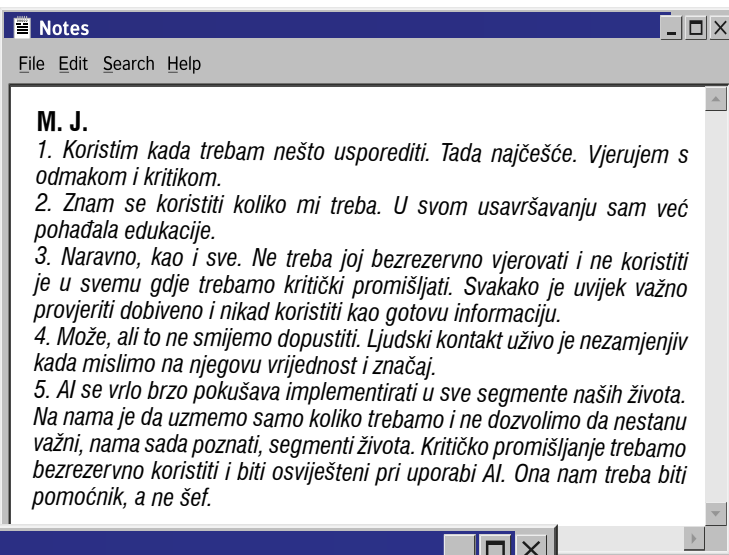 Notes
File Edit Search Help
M. J.
1. Koristim kada trebam nešto usporediti. Tada najčešće. Vjerujem s
odmakom i kritikom.
2. Znam se koristiti koliko mi treba. U svom usavršavanju sam već
pohađala edukacije.
3. Naravno, kao i sve. Ne treba joj bezrezervno vjerovati i ne koristiti
je u svemu gdje trebamo kritički promišljati. Svakako je uvijek važno
provjeriti dobiveno i nikad koristiti kao gotovu informaciju.
4. Može, ali to ne smijemo dopustiti. Ljudski kontakt uživo je nezamjenjiv
kada mislimo na njegovu vrijednost i značaj.
5. AI se vrlo brzo pokušava implementirati u sve segmente naših života.
Na nama je da uzmemo samo koliko trebamo i ne dozvolimo da nestanu
važni, nama sada poznati, segmenti života. Kritičko promišljanje trebamo
bezrezervno koristiti i biti osviješteni pri uporabi AI. Ona nam treba biti
pomoćnik, a ne šef.